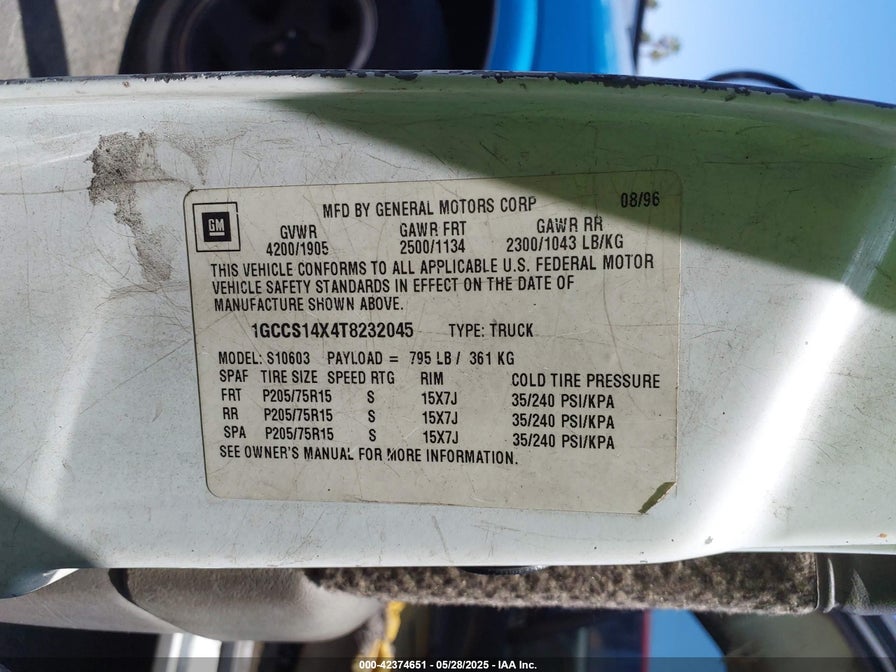 MFD BY GENERAL MOTORS CORP 08/96
GM
GVWR GAWR FRT GAWR RR
4200/1905 2500/1134 2300/1043 LB/KG
THIS VEHICLE CONFORMS TO ALL APPLICABLE U.S. FEDERAL MOTOR
VEHICLE SAFETY STANDARDS IN EFFECT ON THE DATE OF
MANUFACTURE SHOWN ABOVE.
1GCCS14X4T8232045 TYPE: TRUCK
MODEL: S10603 PAYLOAD = 795 LB/ 361 KG
SPAF TIRE SIZE SPEED RTG RIM COLD TIRE PRESSURE
FRT P205/75R15 S 15X7J 35/240 PSI/KPA
RR P205/75R15 S 15X7J 35/240 PSI/KPA
SPA P205/75R15 S 15X7J 35/240 PSI/KPA
SEE OWNER'S MANUAL FOR MORE INFORMATION.
000-42374651 | 05/28/2025 - IAA Inc.